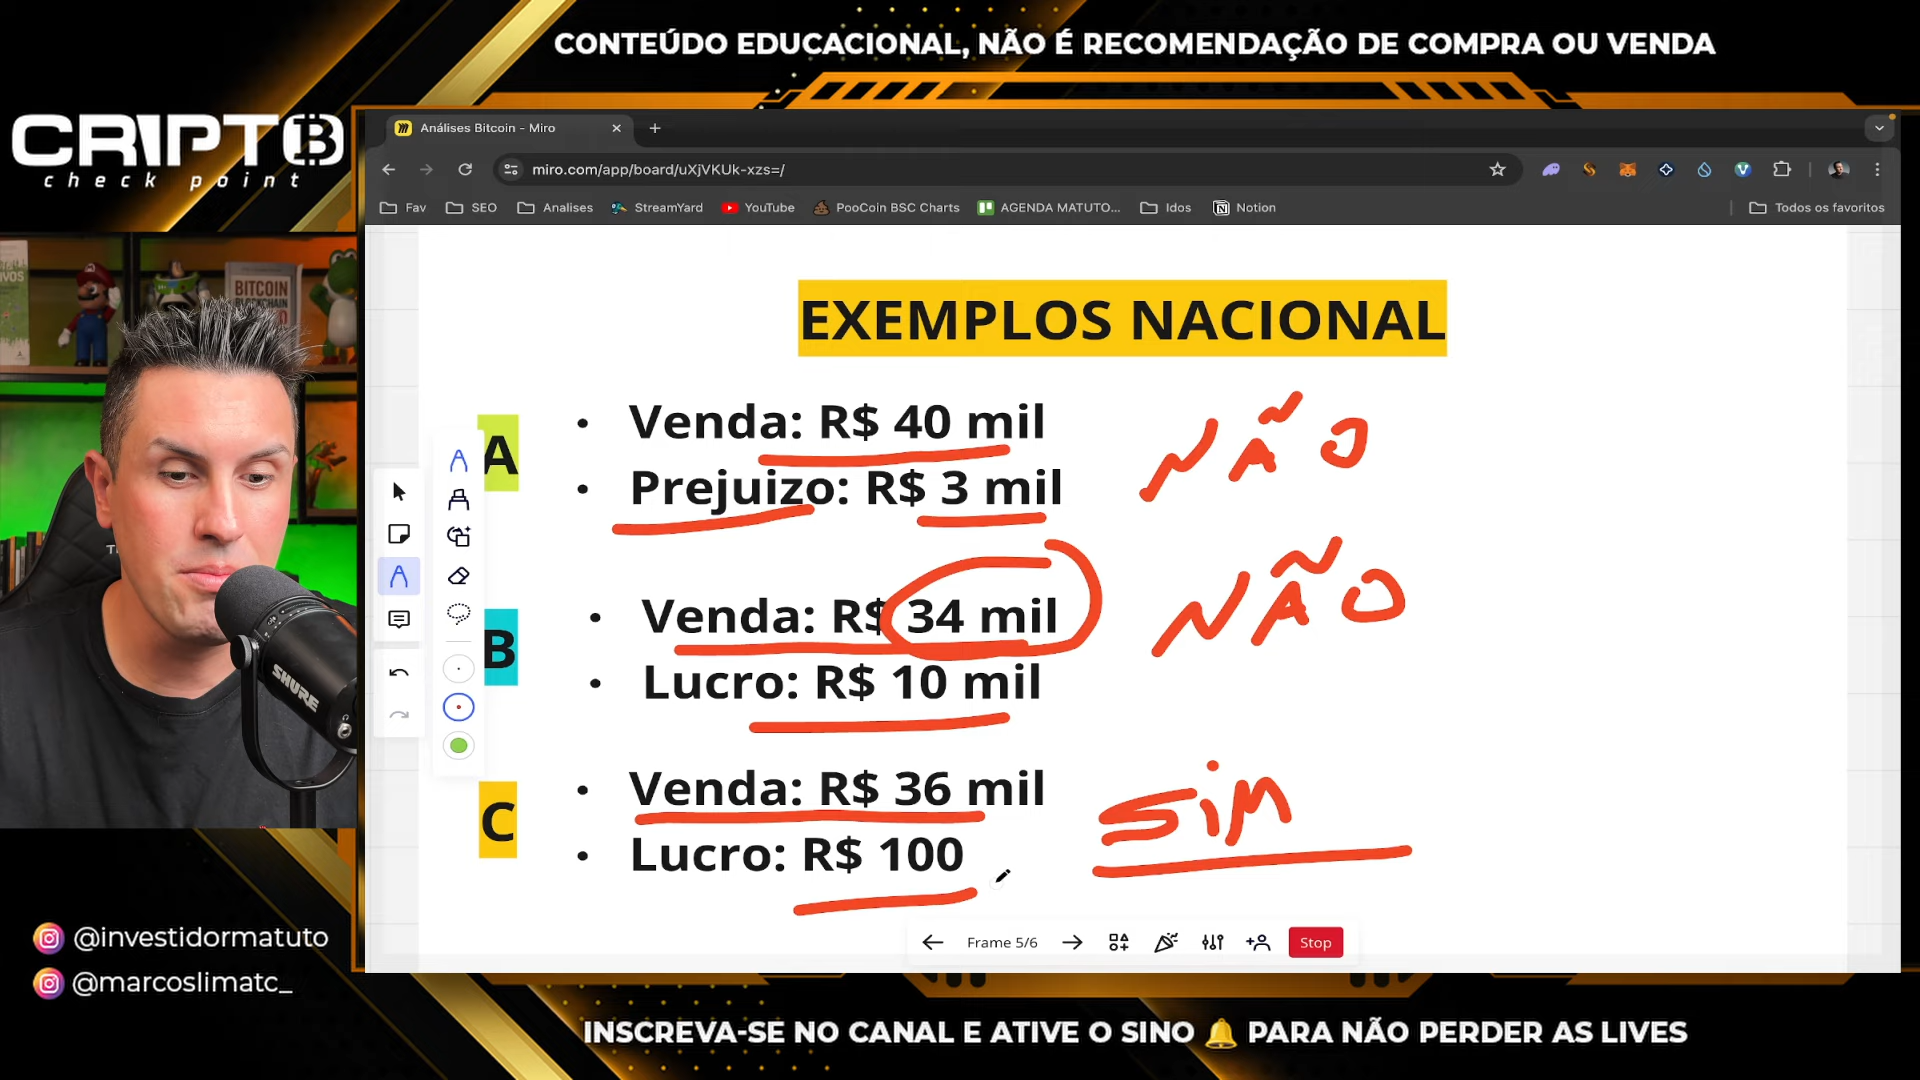 CONTEÚDO EDUCACIONAL, NÃO É RECOMENDAÇÃO DE COMPRA OU VENDA
CRIPTO
check point
Análises Bitcoin - Miro
miro.com/app/board/uXjVKUk-xzs=/
Fav SEO Analises StreamYard YouTube PooCoin BSC Charts AGENDA MATUTO... Idos Notion Todos os favoritos
BITCOIN
EXEMPLOS NACIONAL
A
• Venda: R$ 40 mil
• Prejuizo: R$ 3 mil
NÃO
B
• Venda: R$ 34 mil
• Lucro: R$ 10 mil
NÃO
C
• Venda: R$ 36 mil
• Lucro: R$ 100
SiM
SHURE
Frame 5/6
Stop
@investidormatuto
@marcoslimatc_
INSCREVA-SE NO CANAL E ATIVE O SINO 🔔 PARA NÃO PERDER AS LIVES